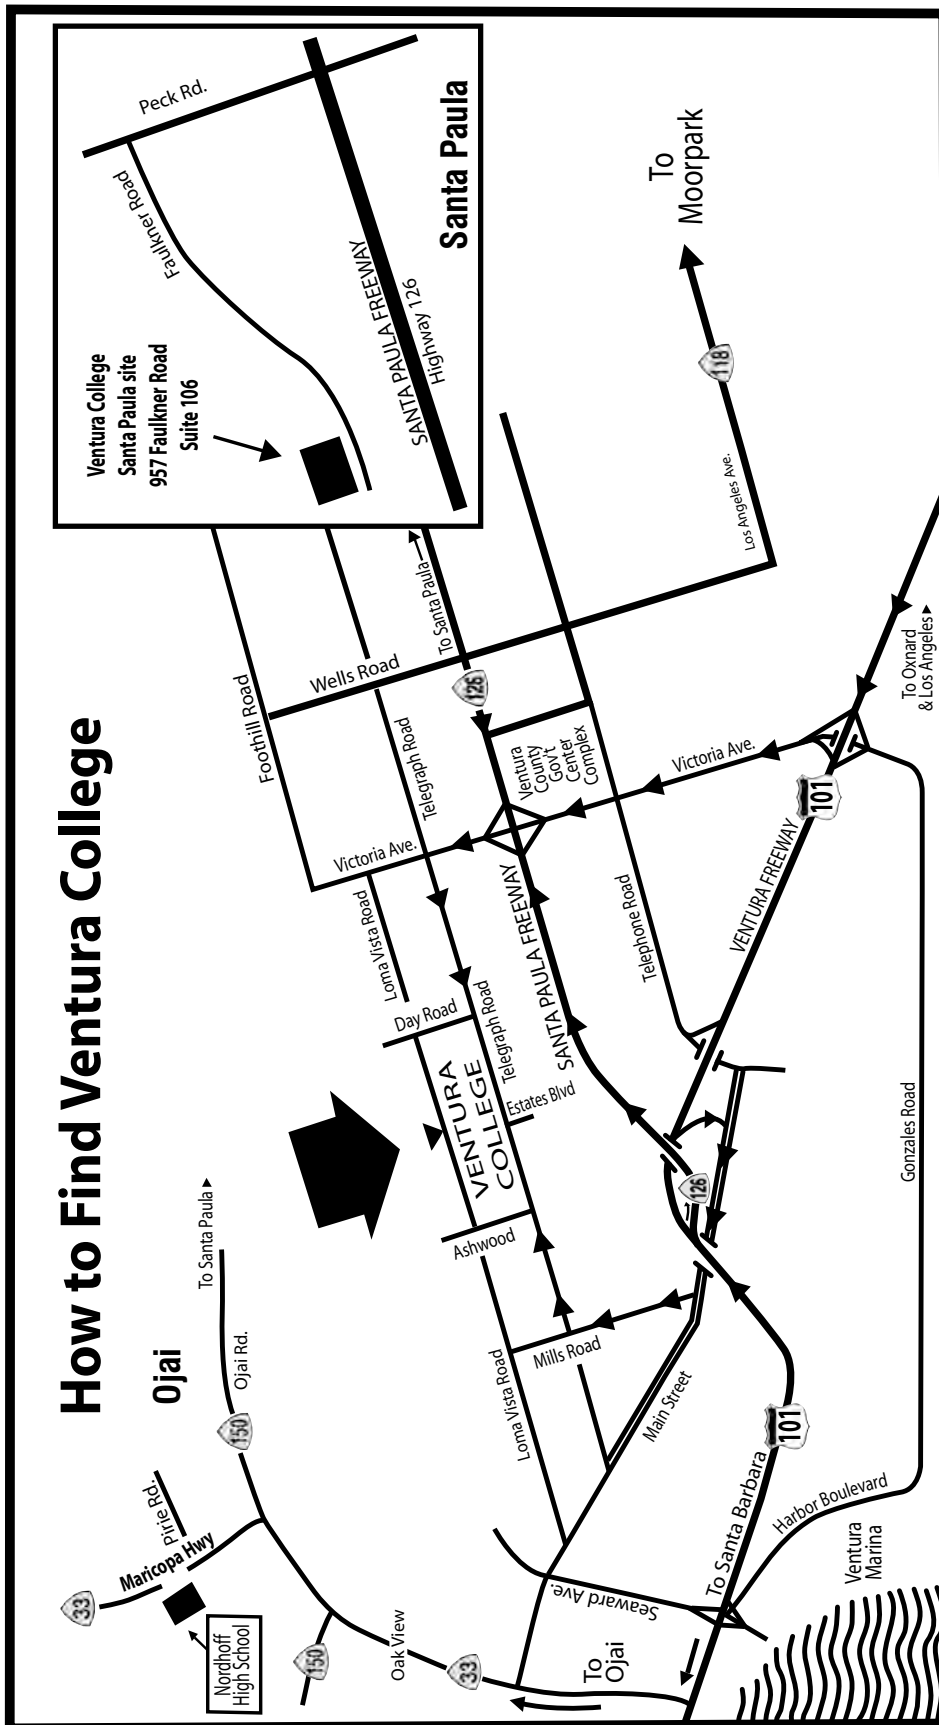 How to Find Ventura College
Ojai
Ventura College
Santa Paula site
957 Faulkner Road
Suite 106
Peck Rd.
Faulkner Road
SANTA PAULA FREEWAY
Highway 126
Santa Paula
33
Maricopa Hwy
Pirie Rd.
Nordhoff
High School
150
Ojai Rd.
To Santa Paula
150
Oak View
33
To
Ojai
Foothill Road
Wells Road
To Santa Paula
126
Telegraph Road
Victoria Ave.
Loma Vista Road
Day Road
VENTURA
COLLEGE
Telegraph Road
Estates Blvd
Ashwood
Loma Vista Road
Mills Road
Main Street
Seaward Ave.
SANTA PAULA FREEWAY
Ventura
County
Gov't
Center
Complex
Victoria Ave.
Telephone Road
126
VENTURA FREEWAY
101
To Oxnard
& Los Angeles
Los Angeles Ave.
118
To
Moorpark
Gonzales Road
101
To Santa Barbara
Harbor Boulevard
Ventura
Marina